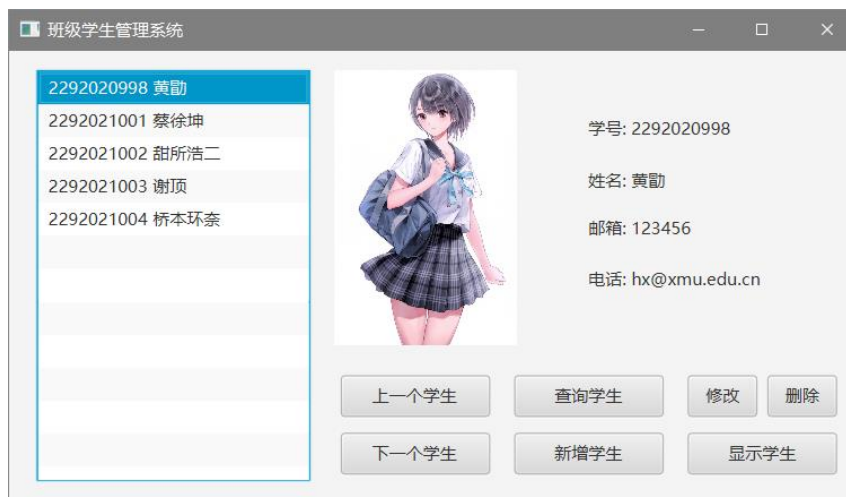 班级学生管理系统
2292020998 黄勖
2292021001 蔡徐坤
2292021002 甜所浩二
2292021003 谢顶
2292021004 桥本环奈
学号: 2292020998
姓名: 黄勖
邮箱: 123456
电话: hx@xmu.edu.cn
上一个学生 查询学生 修改 删除
下一个学生 新增学生 显示学生